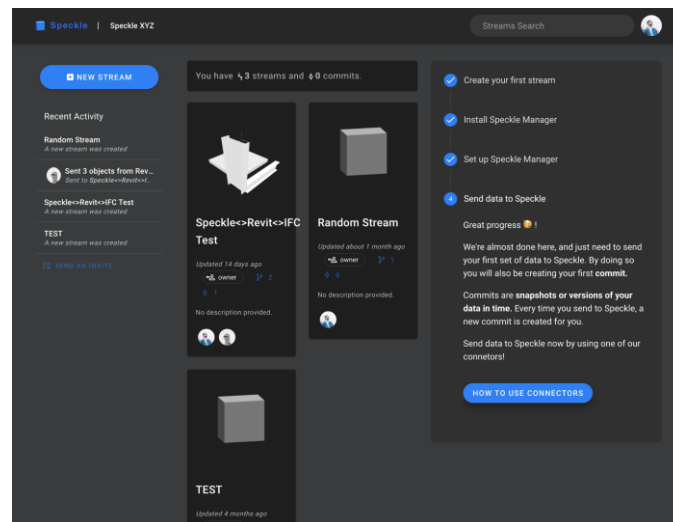 Speckle | Speckle XYZ
Streams Search
NEW STREAM
Recent Activity
Random Stream
A new stream was created
Sent 3 objects from Rev...
Sent to Speckle<>Revit<>I...
Speckle<>Revit<>IFC Test
A new stream was created
TEST
A new stream was created
SEND AN INVITE
You have 3 streams and 0 commits.
Speckle<>Revit<>IFC
Test
Updated 14 days ago
owner 2
1
No description provided.
Random Stream
Updated about 1 month ago
owner 1
0
No description provided.
TEST
Updated 4 months ago
Create your first stream
Install Speckle Manager
Set up Speckle Manager
4 Send data to Speckle
Great progress 🥳 !
We're almost done here, and just need to send
your first set of data to Speckle. By doing so
you will also be creating your first commit.
Commits are snapshots or versions of your
data in time. Every time you send to Speckle, a
new commit is created for you.
Send data to Speckle now by using one of our
connetors!
HOW TO USE CONNECTORS